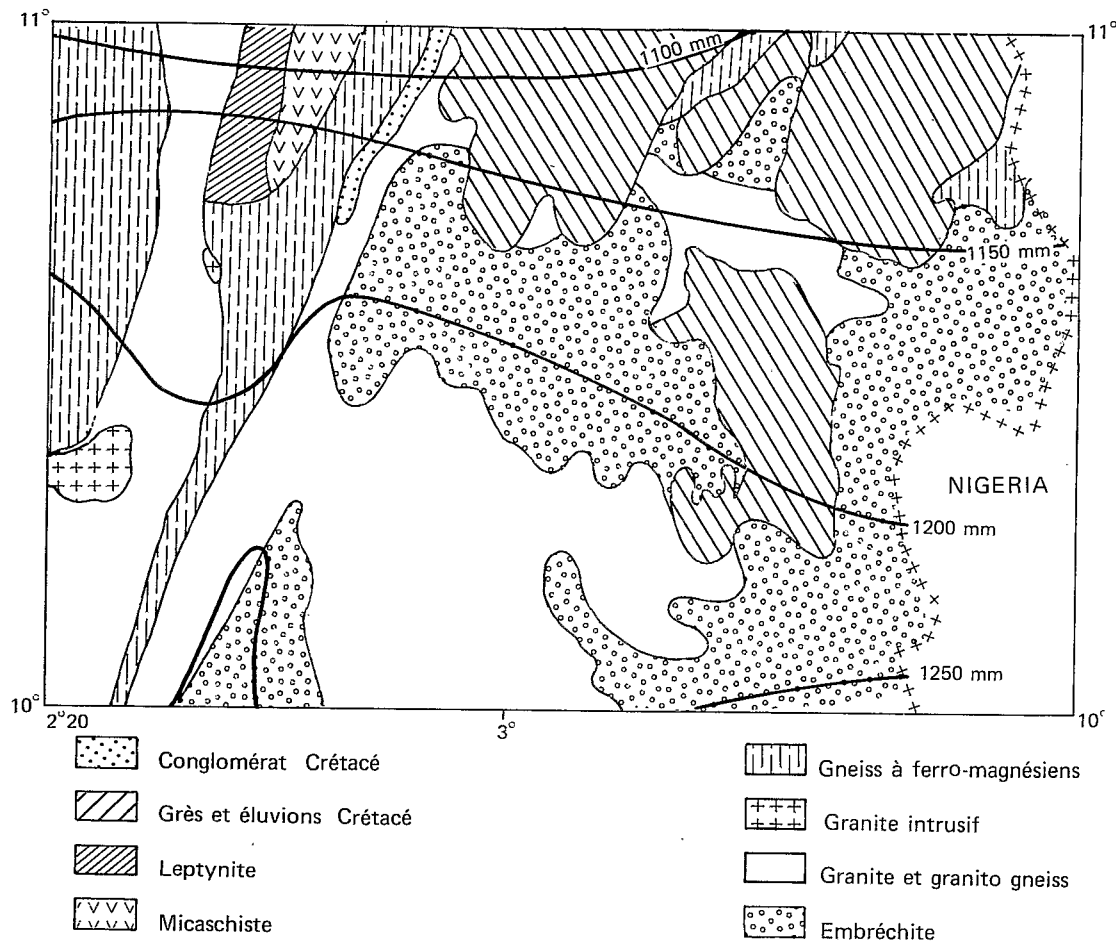 11°
11°
1100 mm
1150 mm
NIGERIA
1200 mm
1250 mm
10°
10°
2°20
3°
Conglomérat Crétacé
Grès et éluvions Crétacé
Leptynite
Micaschiste
Gneiss à ferro-magnésiens
Granite intrusif
Granite et granito gneiss
Embréchite